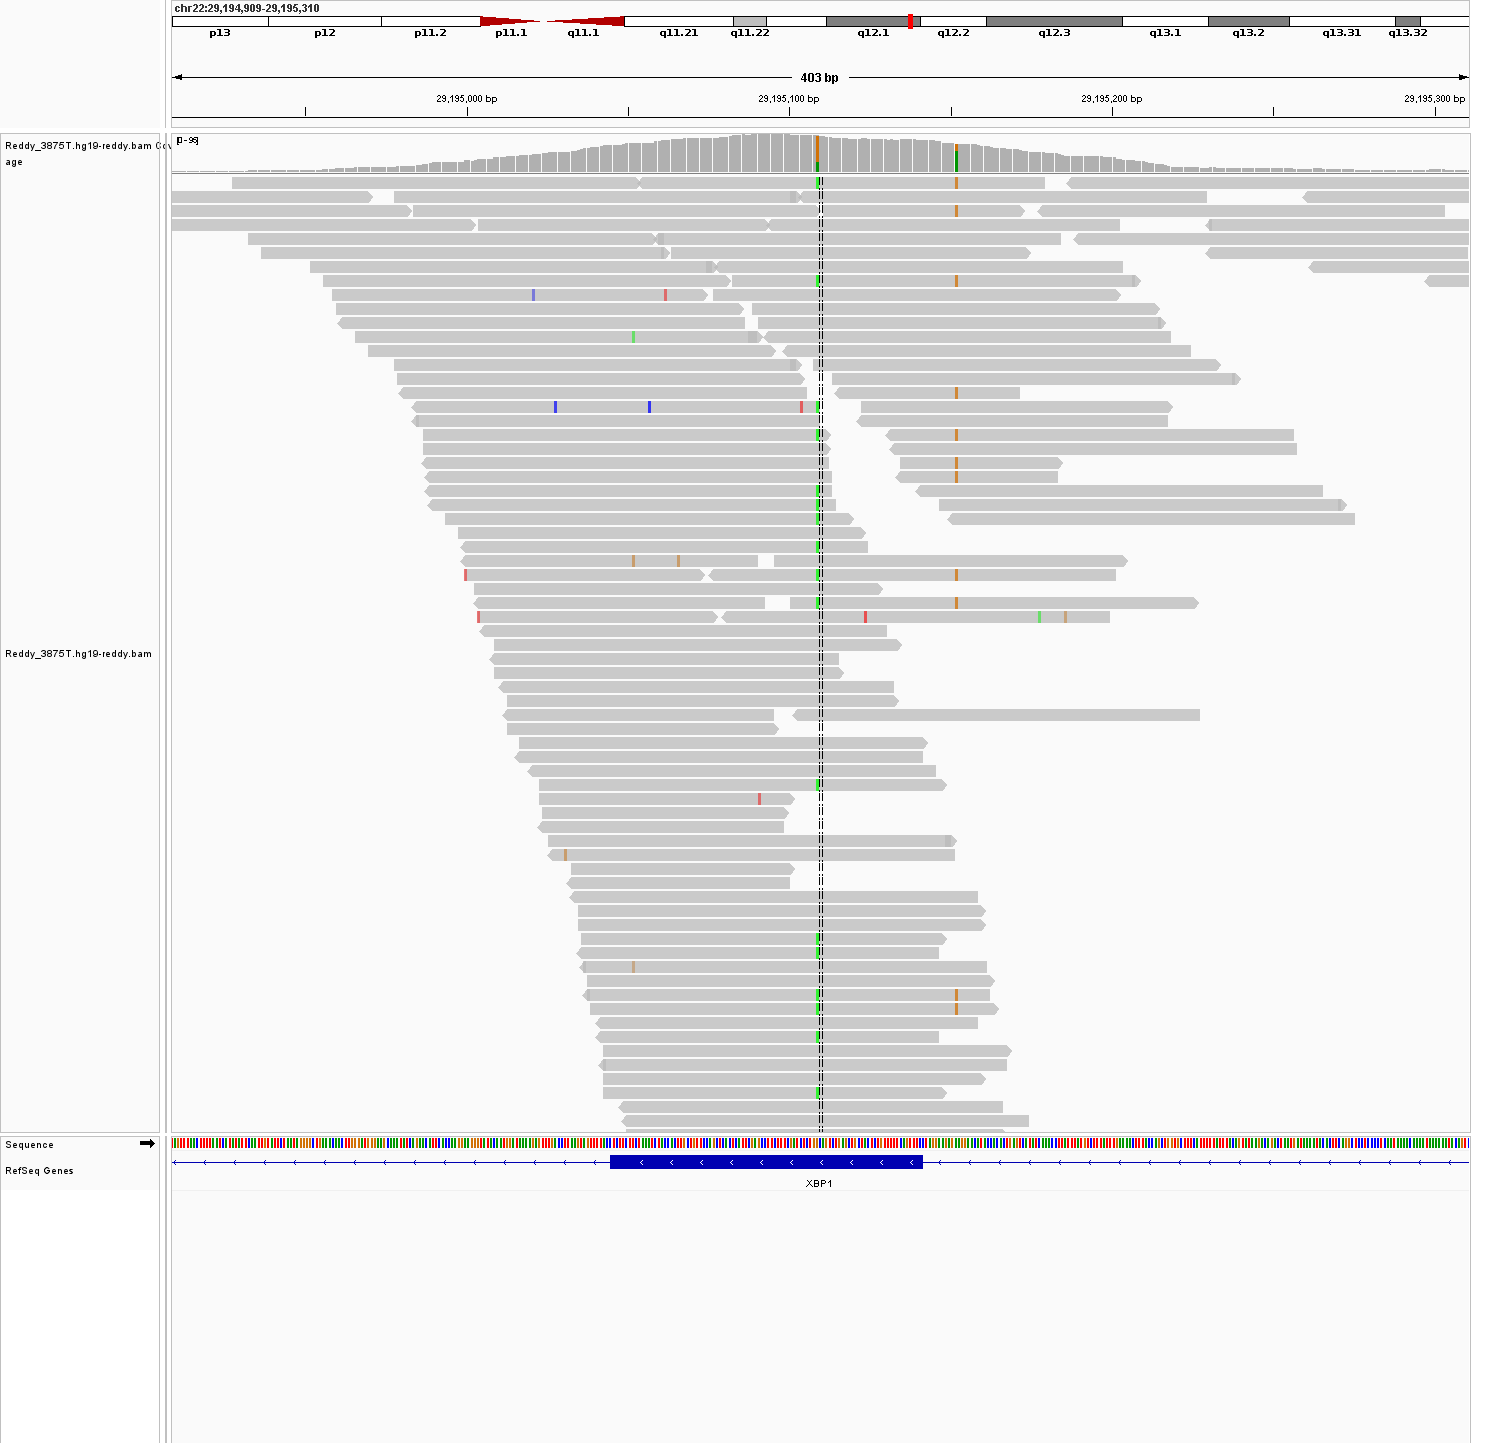 chr22:29,194,909-29,195,310
p13 p12 p11.2 p11.1 q11.1 q11.21 q11.22 q12.1 q12.2 q12.3 q13.1 q13.2 q13.31 q13.32
403 bp
29,195,000 bp 29,195,100 bp 29,195,200 bp 29,195,300 bp
Reddy_3875T.hg19-reddy.bam Cov
age
[0 - 96]
Reddy_3875T.hg19-reddy.bam
Sequence
RefSeq Genes
XBP1